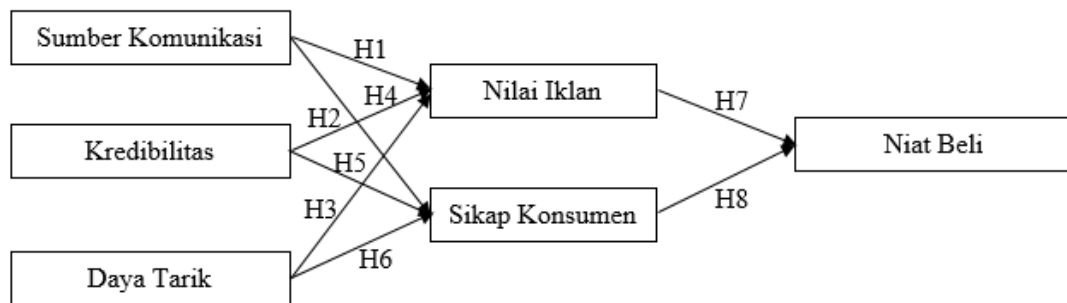 Sumber Komunikasi
H1
Nilai Iklan
H4
H7
H2
Niat Beli
Kredibilitas
H5
H3
Sikap Konsumen
H8
H6
Daya Tarik